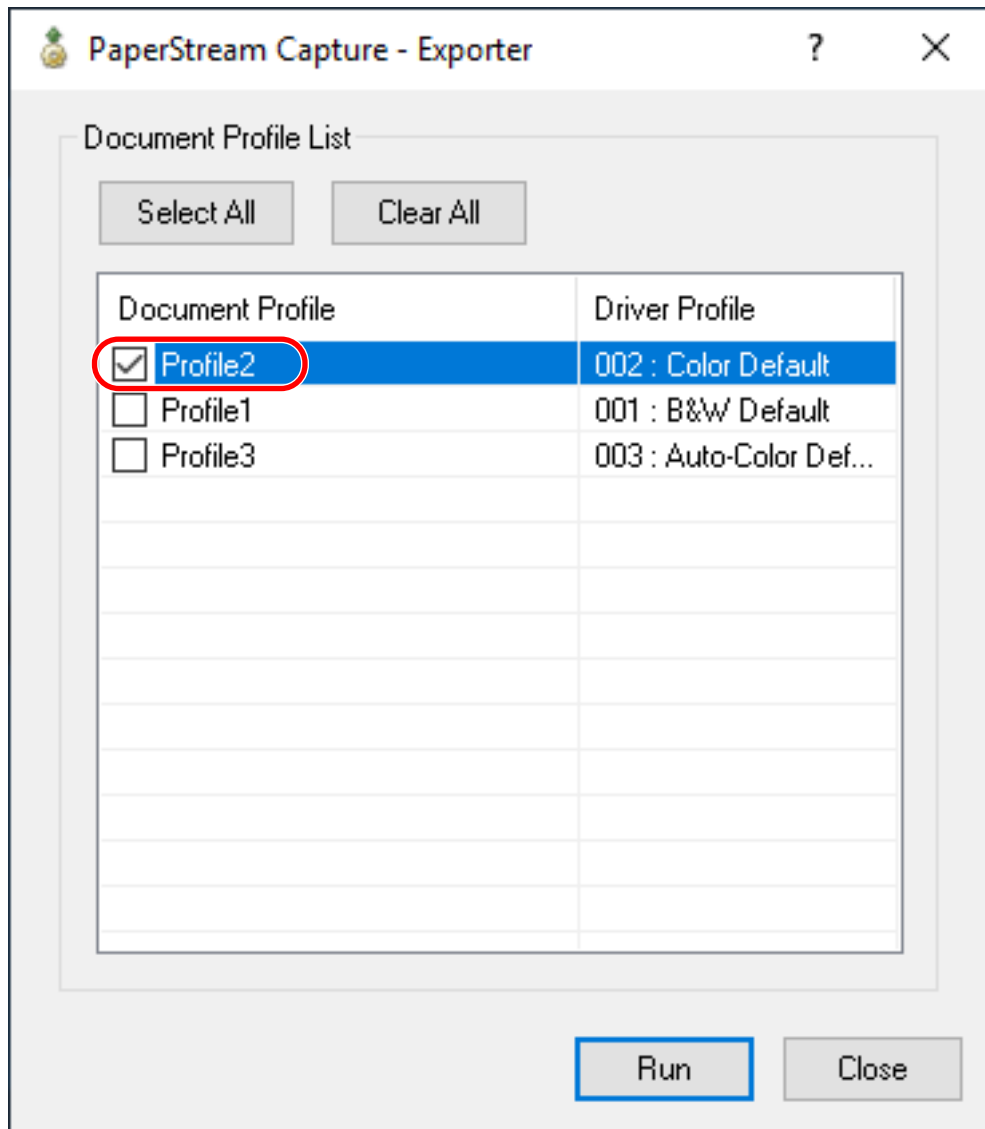 PaperStream Capture - Exporter ?
Document Profile List
Select All Clear All
Document Profile Driver Profile
Profile2 002 : Color Default
Profile1 001 : B&W Default
Profile3 003 : Auto-Color Def...
Run Close